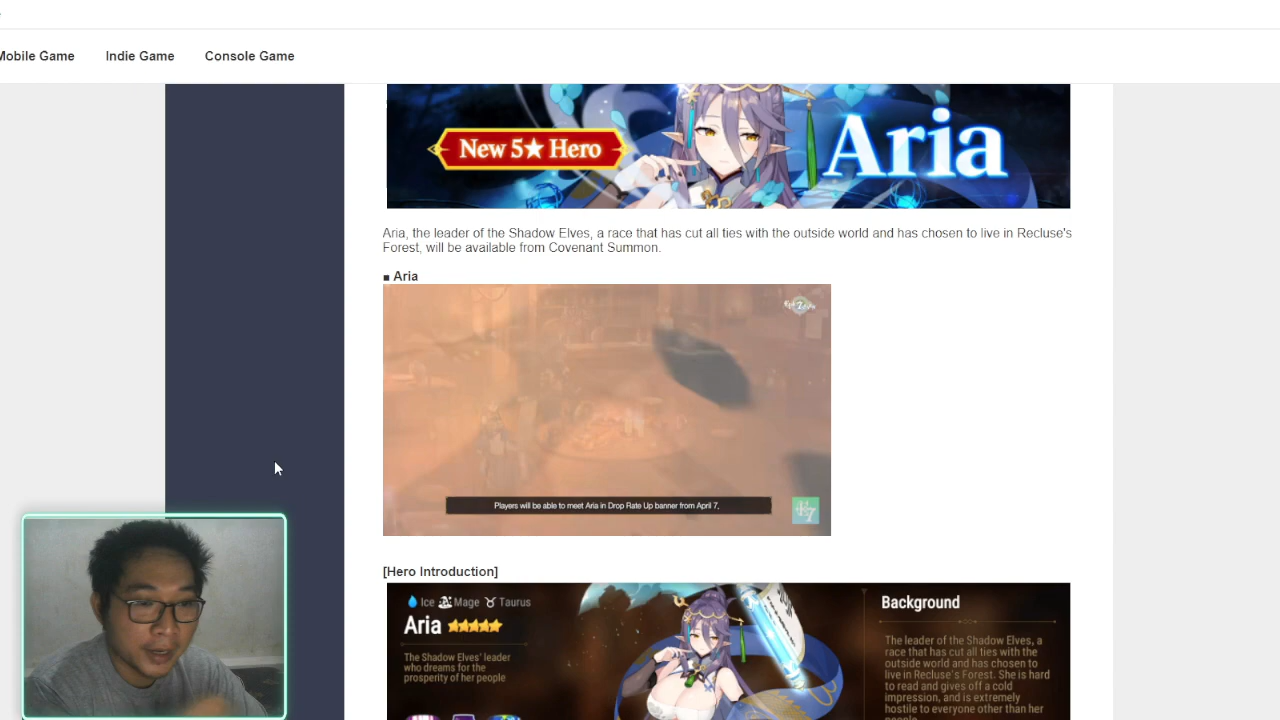 Mobile Game Indie Game Console Game
New 5★ Hero
Aria
Aria, the leader of the Shadow Elves, a race that has cut all ties with the outside world and has chosen to live in Recluse's
Forest, will be available from Covenant Summon.
■ Aria
Players will be able to meet Aria in Drop Rate Up banner from April 7.
[Hero Introduction]
Ice Mage Taurus
Aria ★★★★★
The Shadow Elves' leader
who dreams for the
prosperity of her people
Background
The leader of the Shadow Elves, a
race that has cut all ties with the
outside world and has chosen to
live in Recluse's Forest. She is hard
to read and gives off a cold
impression, and is extremely
hostile to everyone other than her